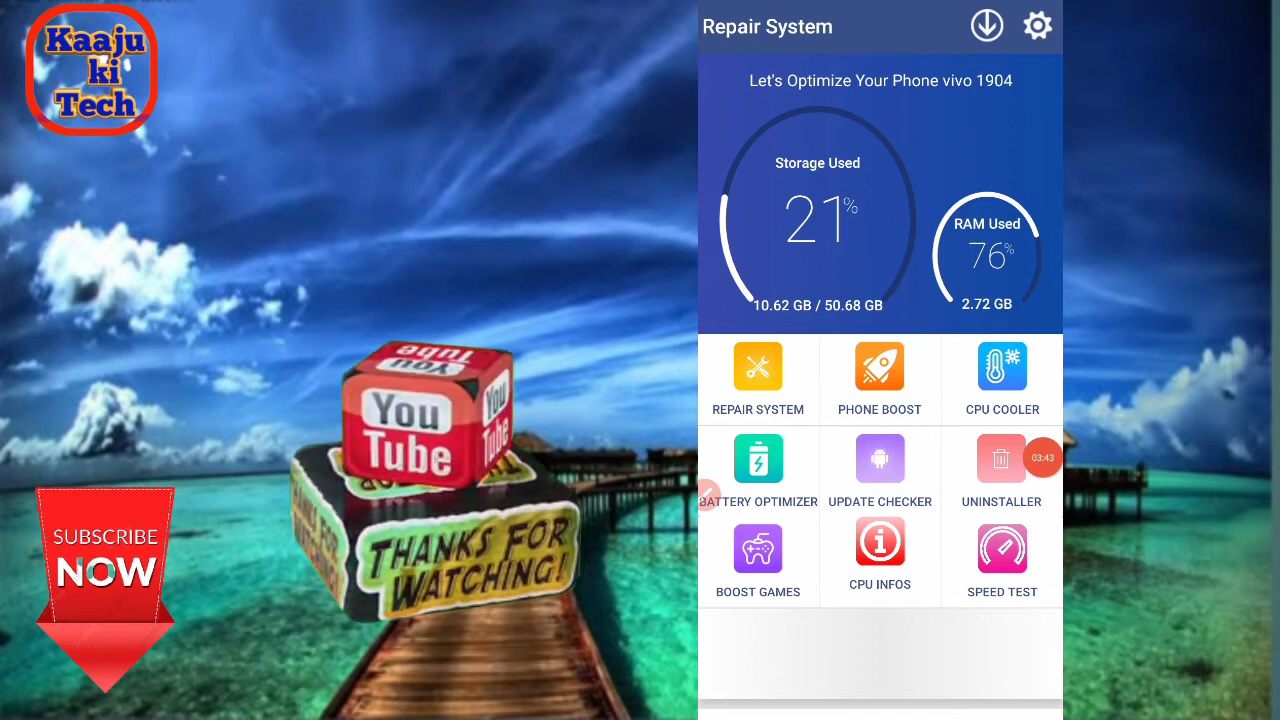 Kaaju
ki
Tech
SUBSCRIBE
NOW
You
Tube
You
Tube
You
Tube
THANKS FOR
WATCHING!
Repair System
Let's Optimize Your Phone vivo 1904
Storage Used
21%
10.62 GB / 50.68 GB
RAM Used
76%
2.72 GB
REPAIR SYSTEM
PHONE BOOST
CPU COOLER
BATTERY OPTIMIZER
UPDATE CHECKER
UNINSTALLER
03:43
BOOST GAMES
CPU INFOS
SPEED TEST